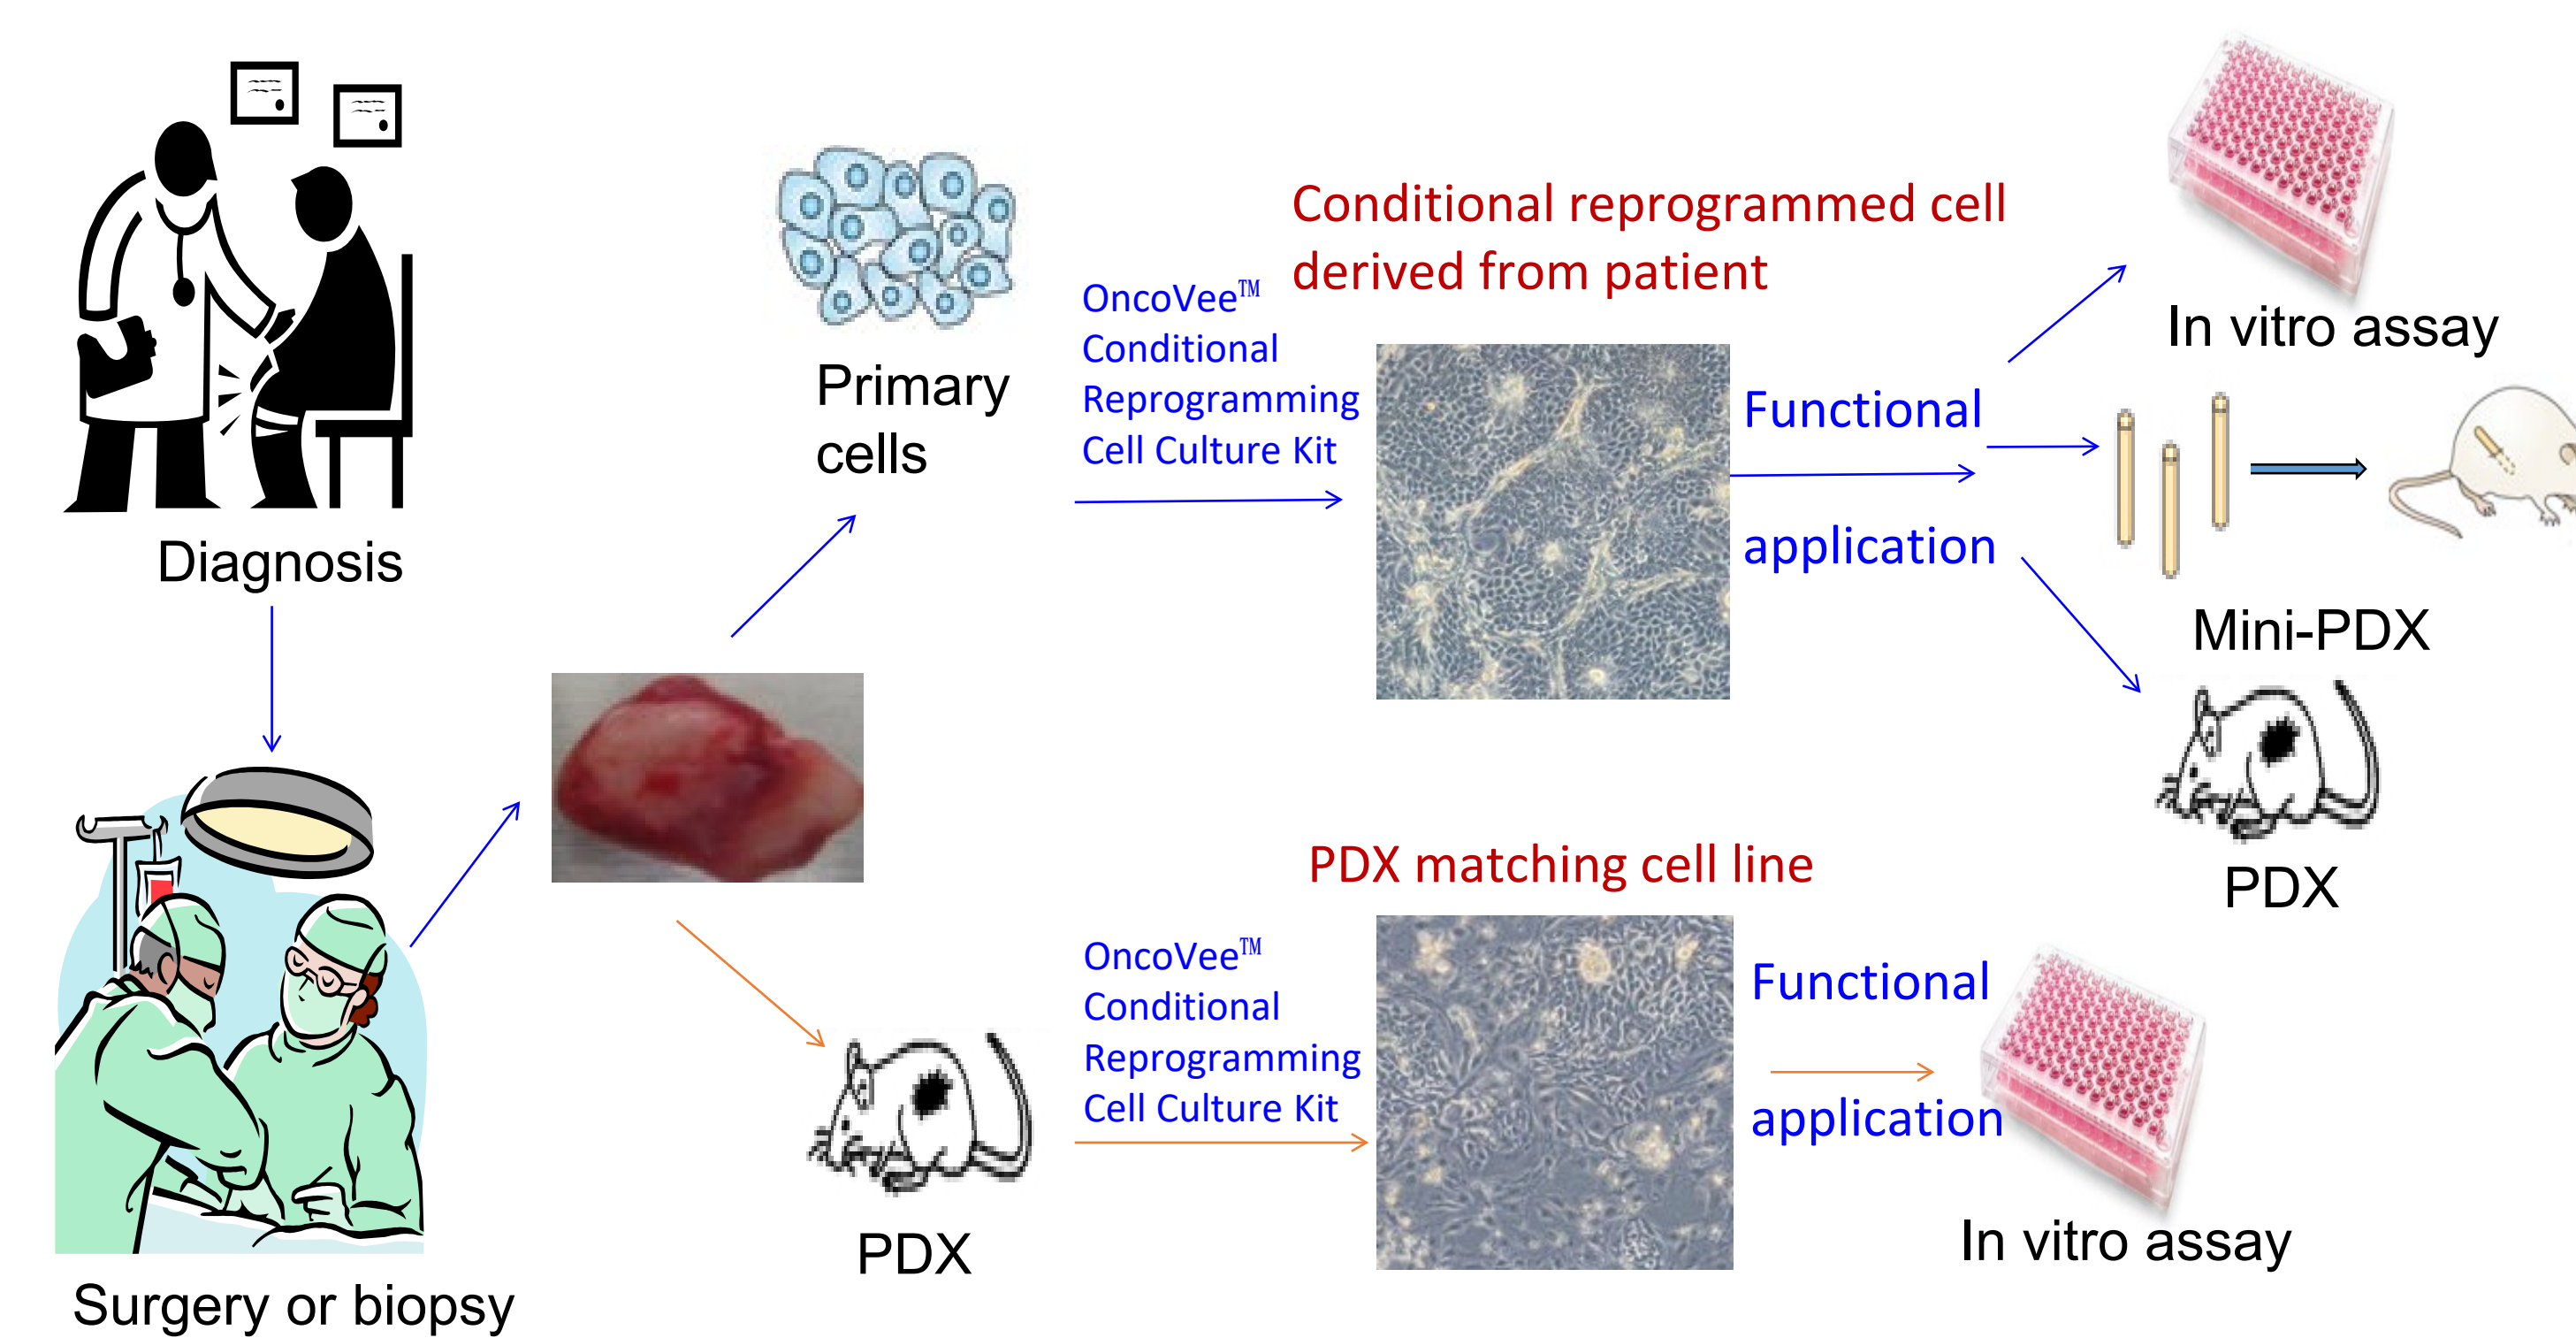 Diagnosis
Surgery or biopsy
Primary
cells
PDX
OncoVee™
Conditional
Reprogramming
Cell Culture Kit
Conditional reprogrammed cell
derived from patient
Functional
application
In vitro assay
Mini-PDX
PDX
OncoVee™
Conditional
Reprogramming
Cell Culture Kit
PDX matching cell line
Functional
application
In vitro assay